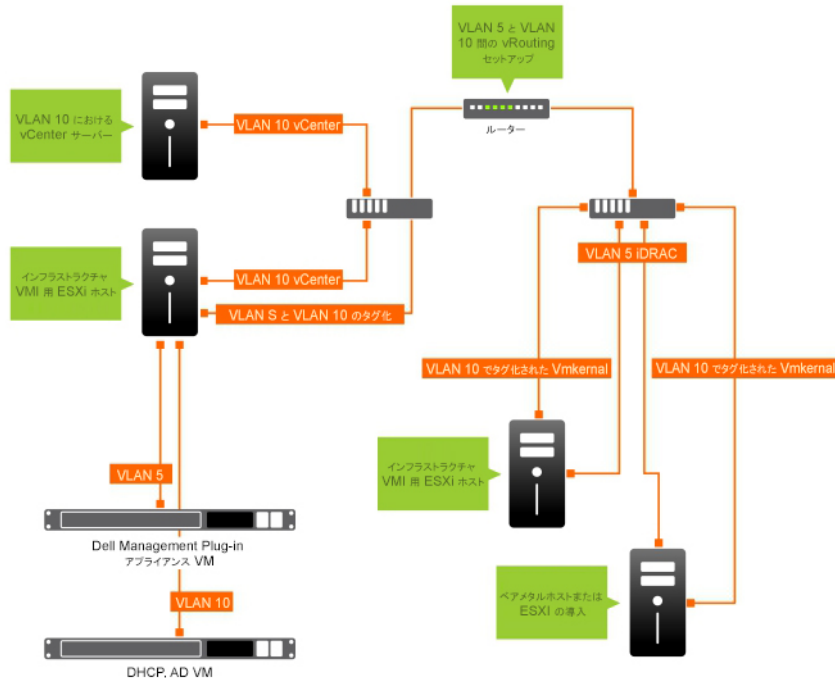 VLAN 5 と VLAN
10 間の vRouting
セットアップ
ルーター
VLAN 10 における
vCenter サーバー
VLAN 10 vCenter
インフラストラクチャ
VMI 用 ESXi ホスト
VLAN 10 vCenter
VLAN S と VLAN 10 のタグ化
VLAN 5 iDRAC
VLAN 10 でタグ化された Vmkernal
VLAN 10 でタグ化された Vmkernal
インフラストラクチャ
VMI 用 ESXi ホスト
VLAN 5
Dell Management Plug-in
アプライアンス VM
VLAN 10
ベアメタルホストまたは
ESXI の導入
DHCP, AD VM